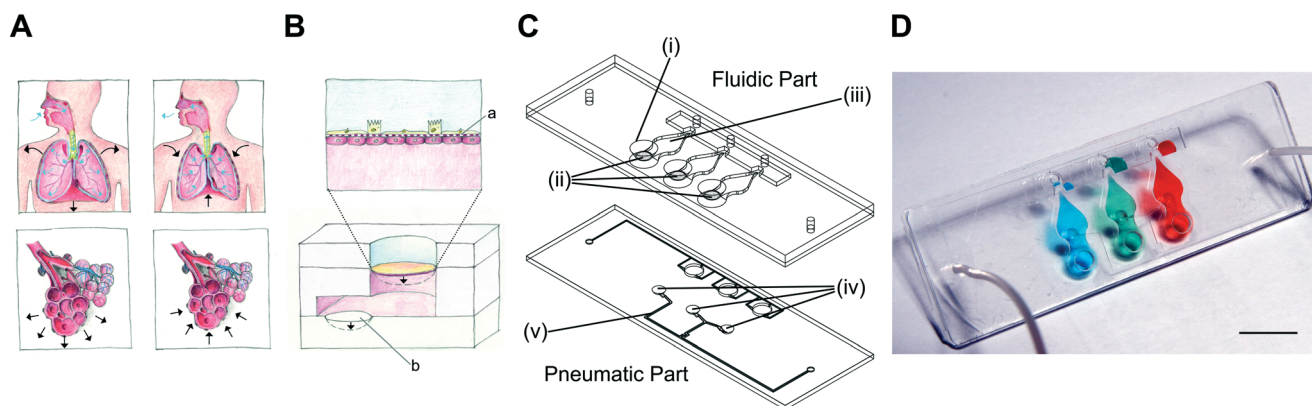 A
B
C
D
a
b
(i)
Fluidic Part
(iii)
(ii)
(iv)
(v)
Pneumatic Part